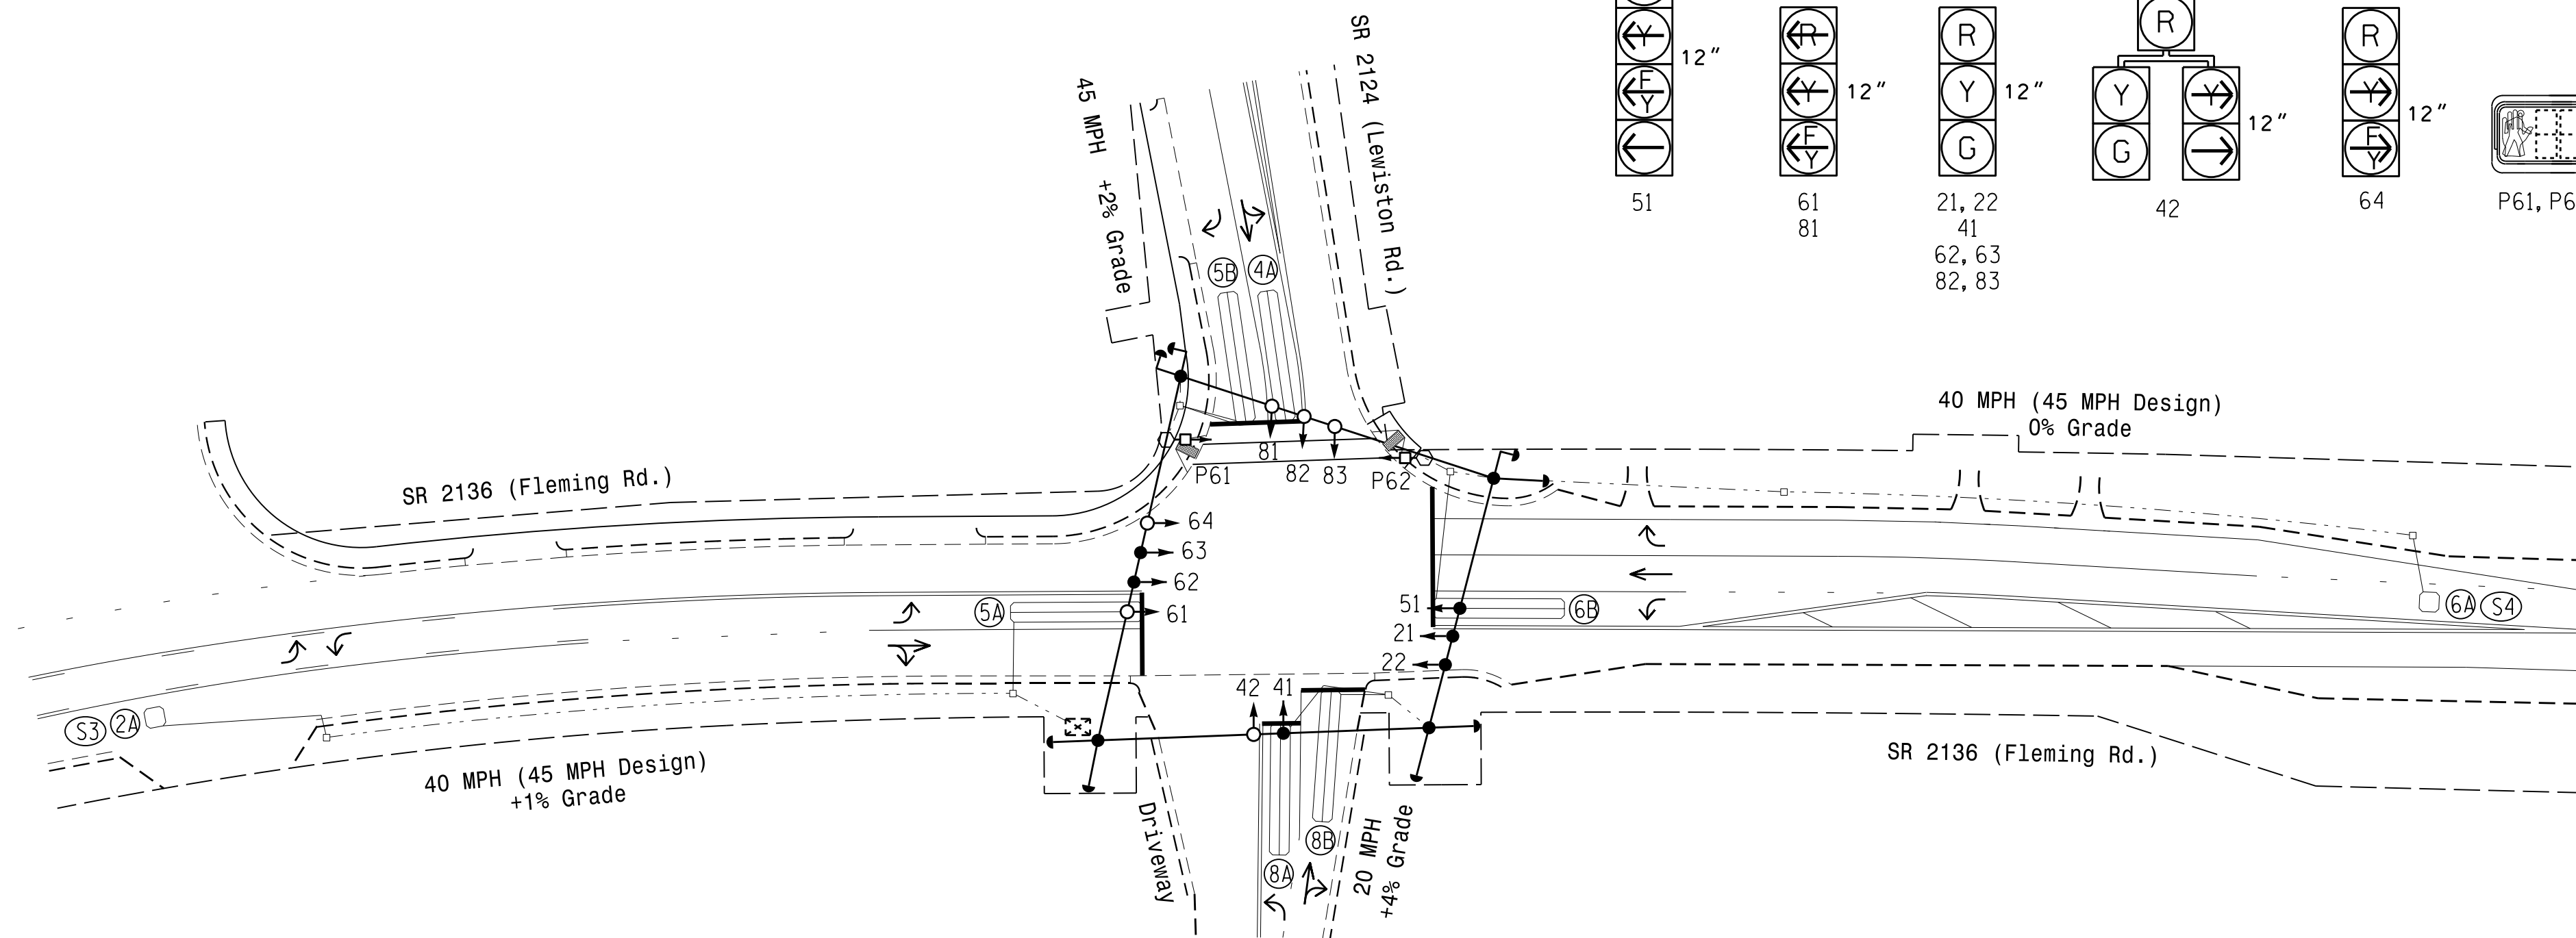 R
Y
F
Y
12"
51
R
Y
F
Y
12"
61
81
R
Y
G
12"
21, 22
41
62, 63
82, 83
R
Y
Y
G
12"
42
R
Y
F
Y
12"
64
P61, P6
45 MPH +2% Grade
SR 2124 (Lewiston Rd.)
5B
4A
81
82
83
P61
P62
SR 2136 (Fleming Rd.)
40 MPH (45 MPH Design)
0% Grade
64
63
62
61
5A
51
21
22
6B
6A
S4
42
41
S3
2A
40 MPH (45 MPH Design)
+1% Grade
SR 2136 (Fleming Rd.)
Driveway
8A
8B
20 MPH
+4% Grade